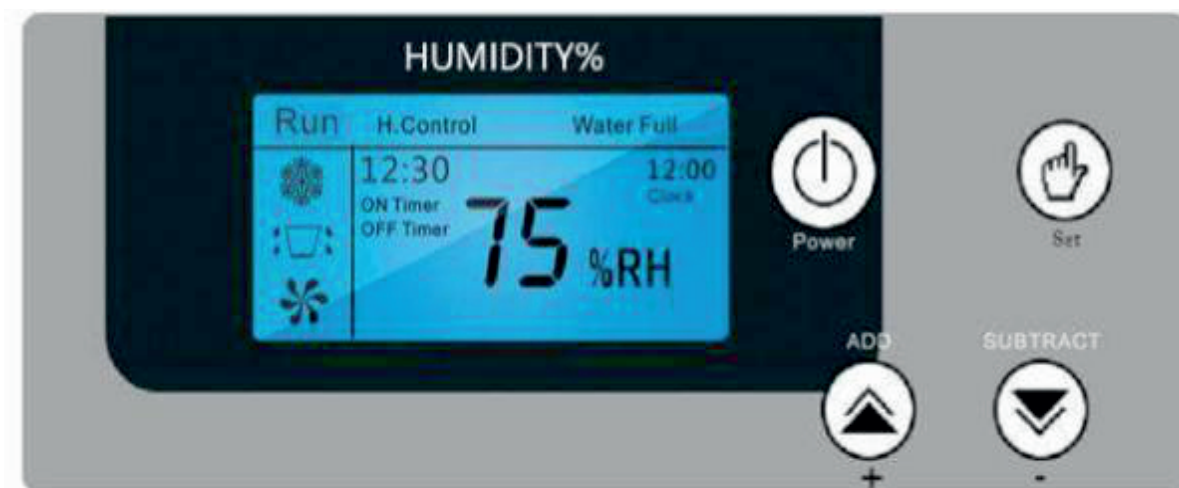 HUMIDITY%
Run H.Control Water Full
12:30 12:00
ON Timer Clock
OFF Timer
75 %RH
Power
Set
ADD SUBTRACT
+ -